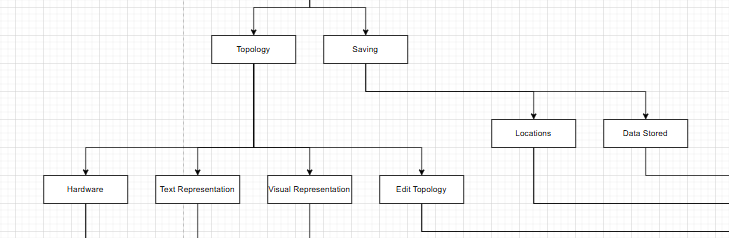 Topology
Saving
Locations
Data Stored
Hardware
Text Representation
Visual Representation
Edit Topology